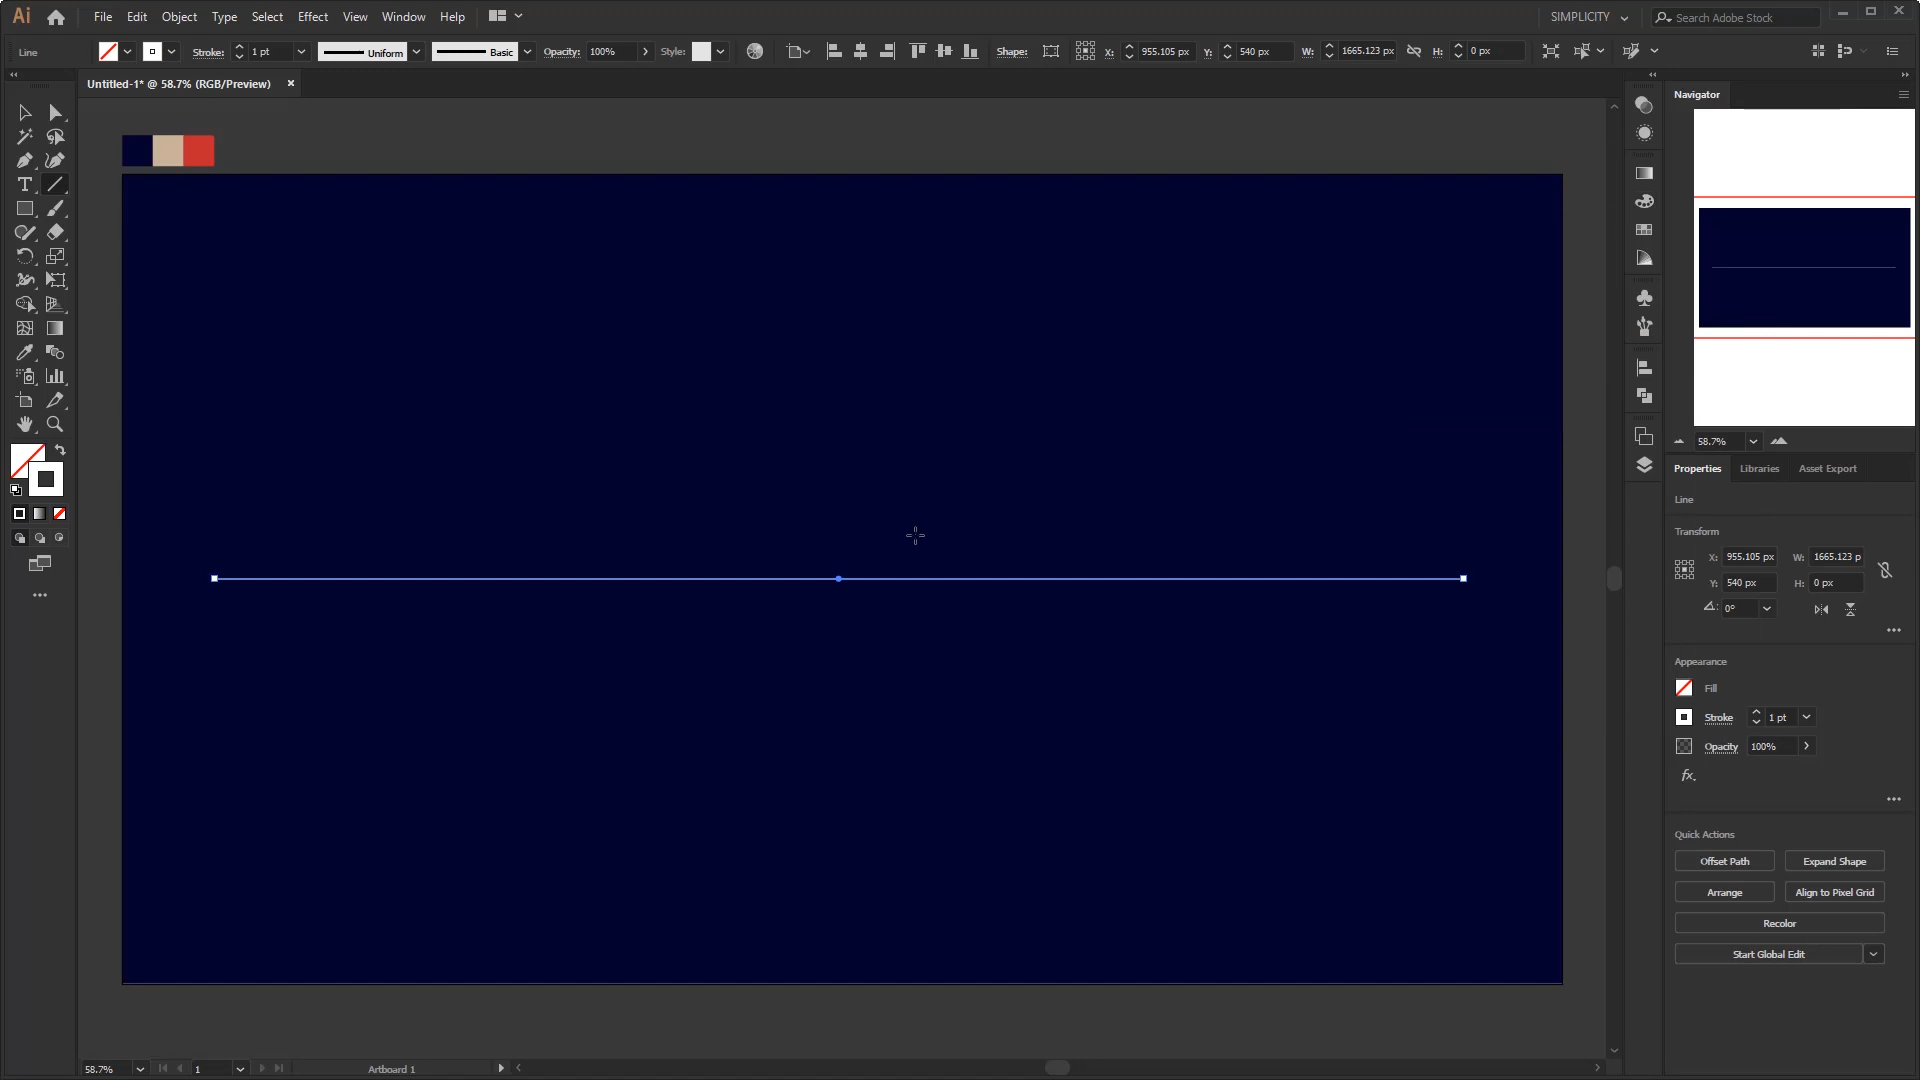 Ai File Edit Object Type Select Effect View Window Help SIMPLICITY Search Adobe Stock
Line Stroke: 1 pt Uniform Basic Opacity: 100% Style: Shape: X: 955.105 px Y: 540 px W: 1665.123 px H: 0 px
Untitled-1* @ 58.7% (RGB/Preview)
Navigator
58.7%
Properties Libraries Asset Export
Line
Transform
X: 955.105 px W: 1665.123 p
Y: 540 px H: 0 px
0°
Appearance
Fill
Stroke 1 pt
Opacity 100%
fx.
Quick Actions
Offset Path Expand Shape
Arrange Align to Pixel Grid
Recolor
Start Global Edit
58.7% 1 Artboard 1